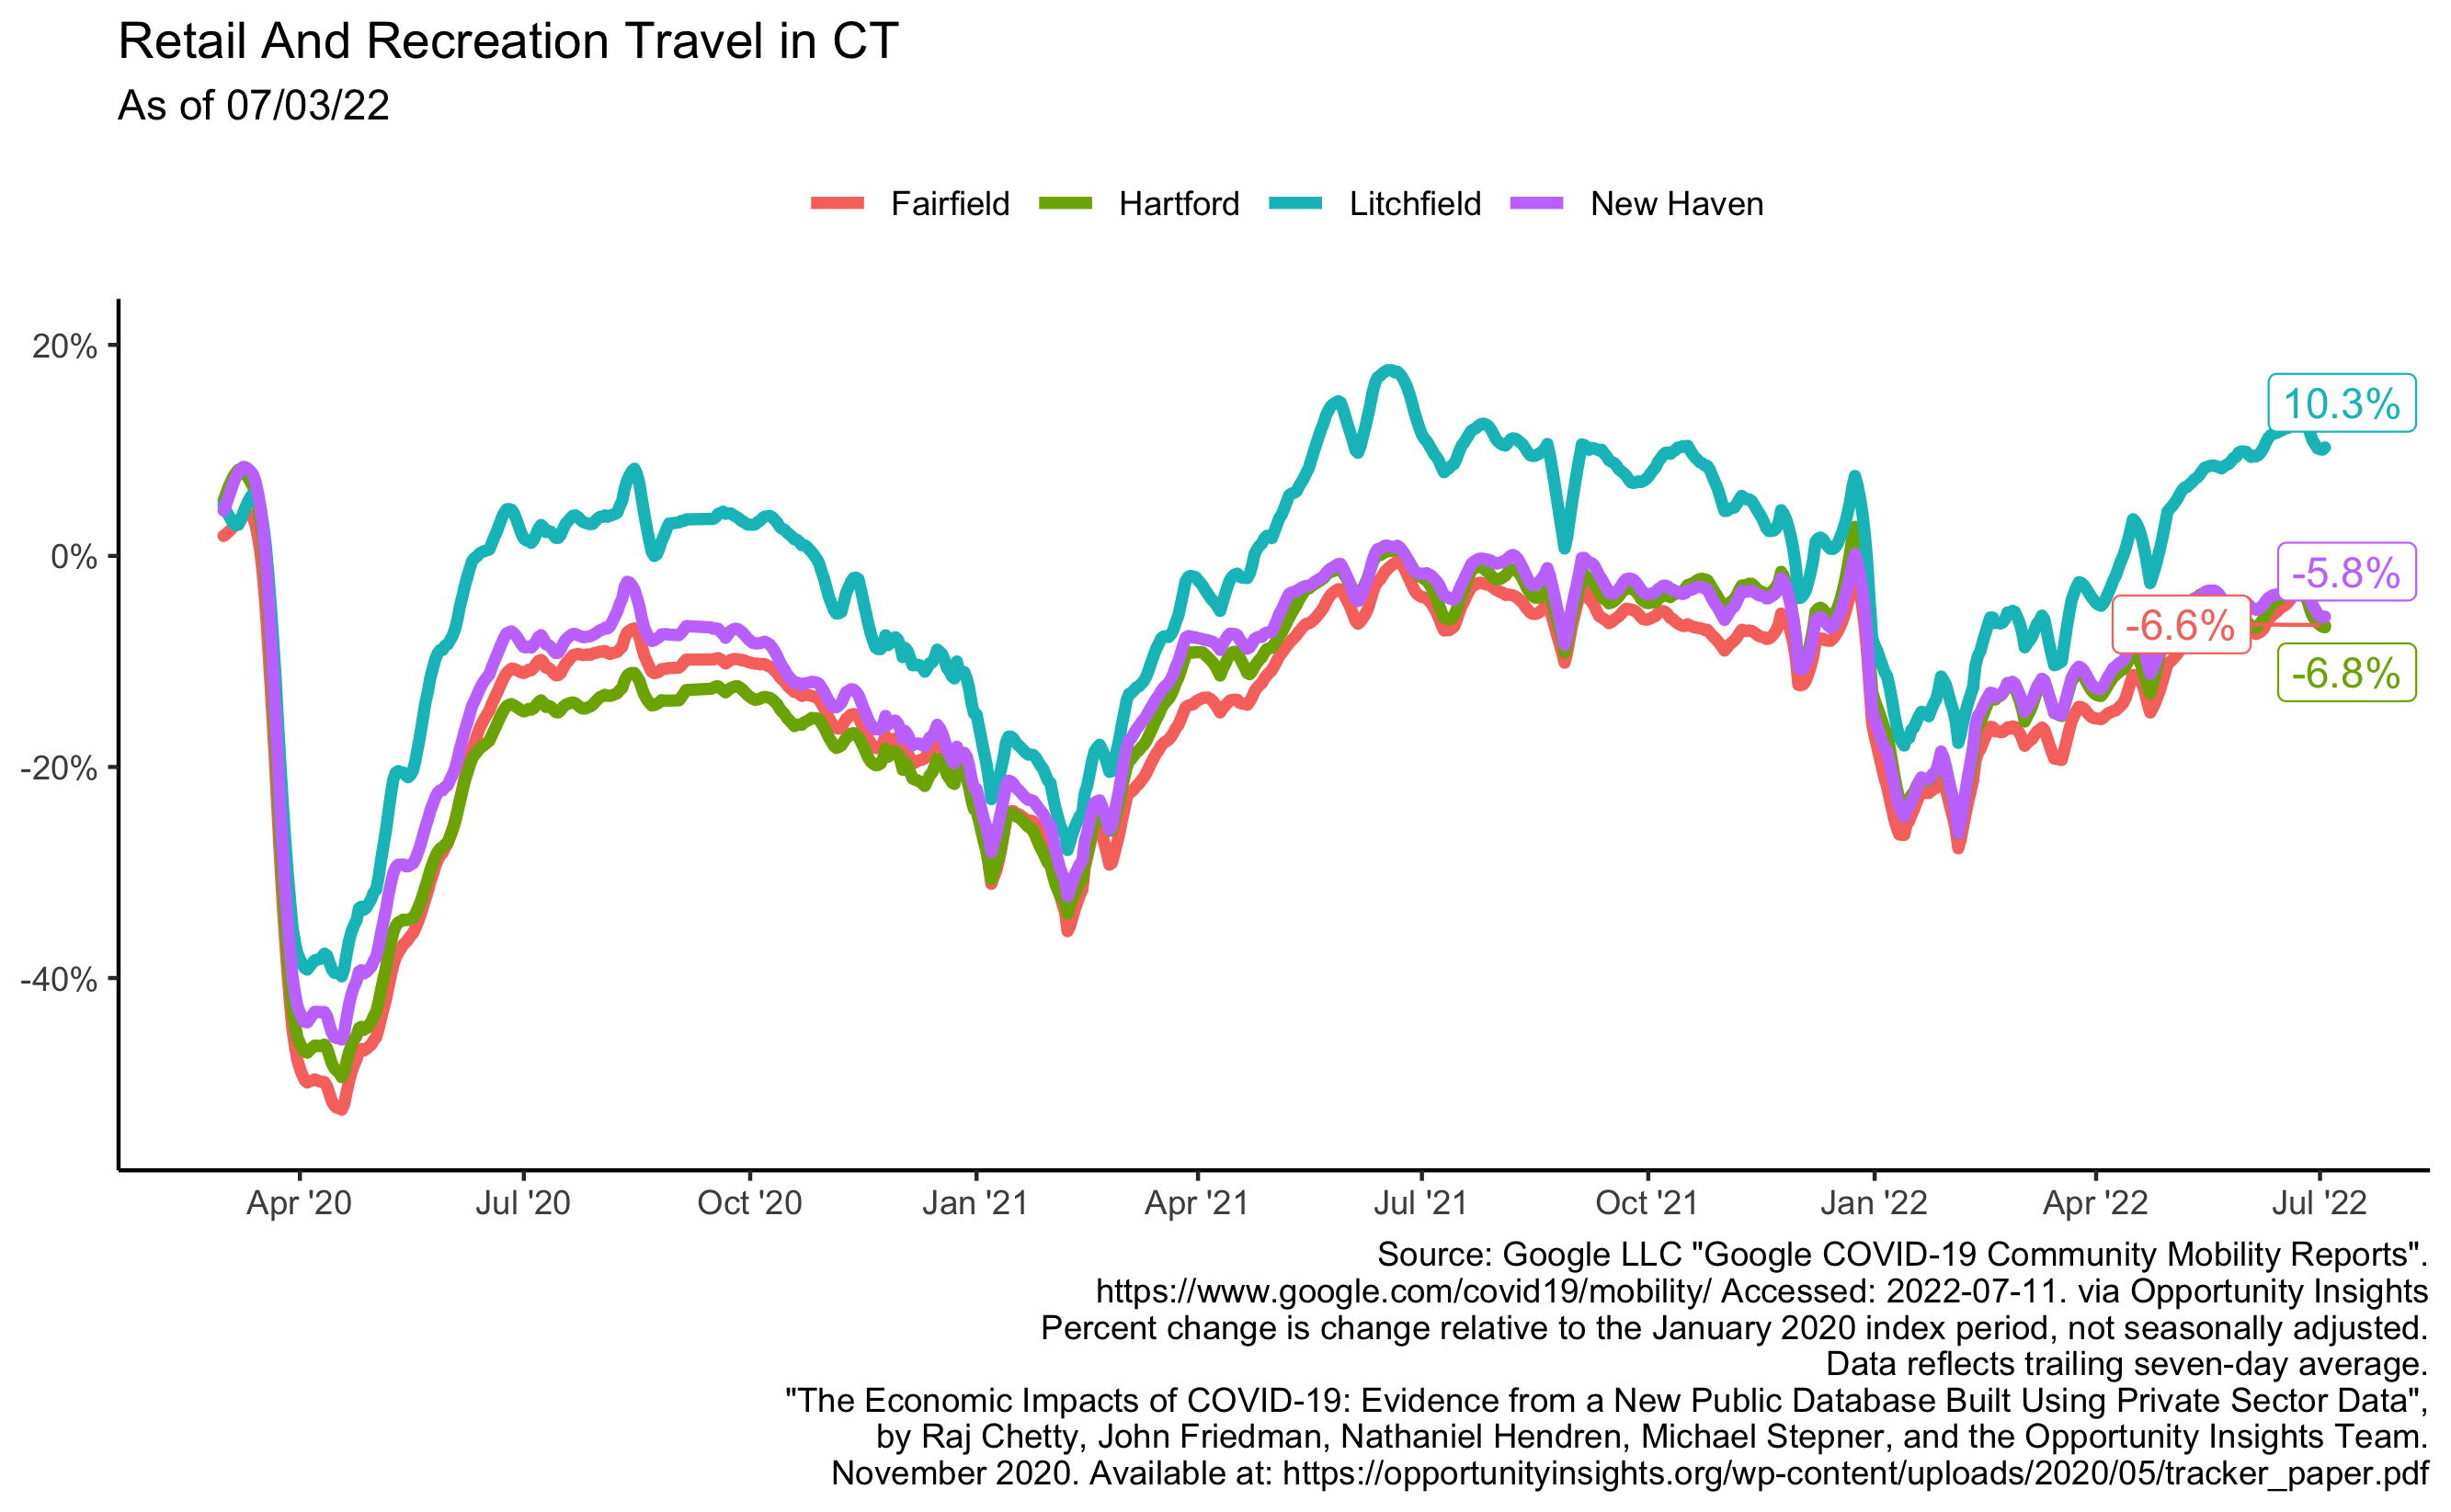 Retail And Recreation Travel in CT
As of 07/03/22
Fairfield Hartford Litchfield New Haven
20%
0%
-20%
-40%
10.3%
-5.8%
-6.6%
-6.8%
Apr '20 Jul '20 Oct '20 Jan '21 Apr '21 Jul '21 Oct '21 Jan '22 Apr '22 Jul '22
Source: Google LLC "Google COVID-19 Community Mobility Reports".
https://www.google.com/covid19/mobility/ Accessed: 2022-07-11. via Opportunity Insights
Percent change is change relative to the January 2020 index period, not seasonally adjusted.
Data reflects trailing seven-day average.
"The Economic Impacts of COVID-19: Evidence from a New Public Database Built Using Private Sector Data",
by Raj Chetty, John Friedman, Nathaniel Hendren, Michael Stepner, and the Opportunity Insights Team.
November 2020. Available at: https://opportunityinsights.org/wp-content/uploads/2020/05/tracker_paper.pdf